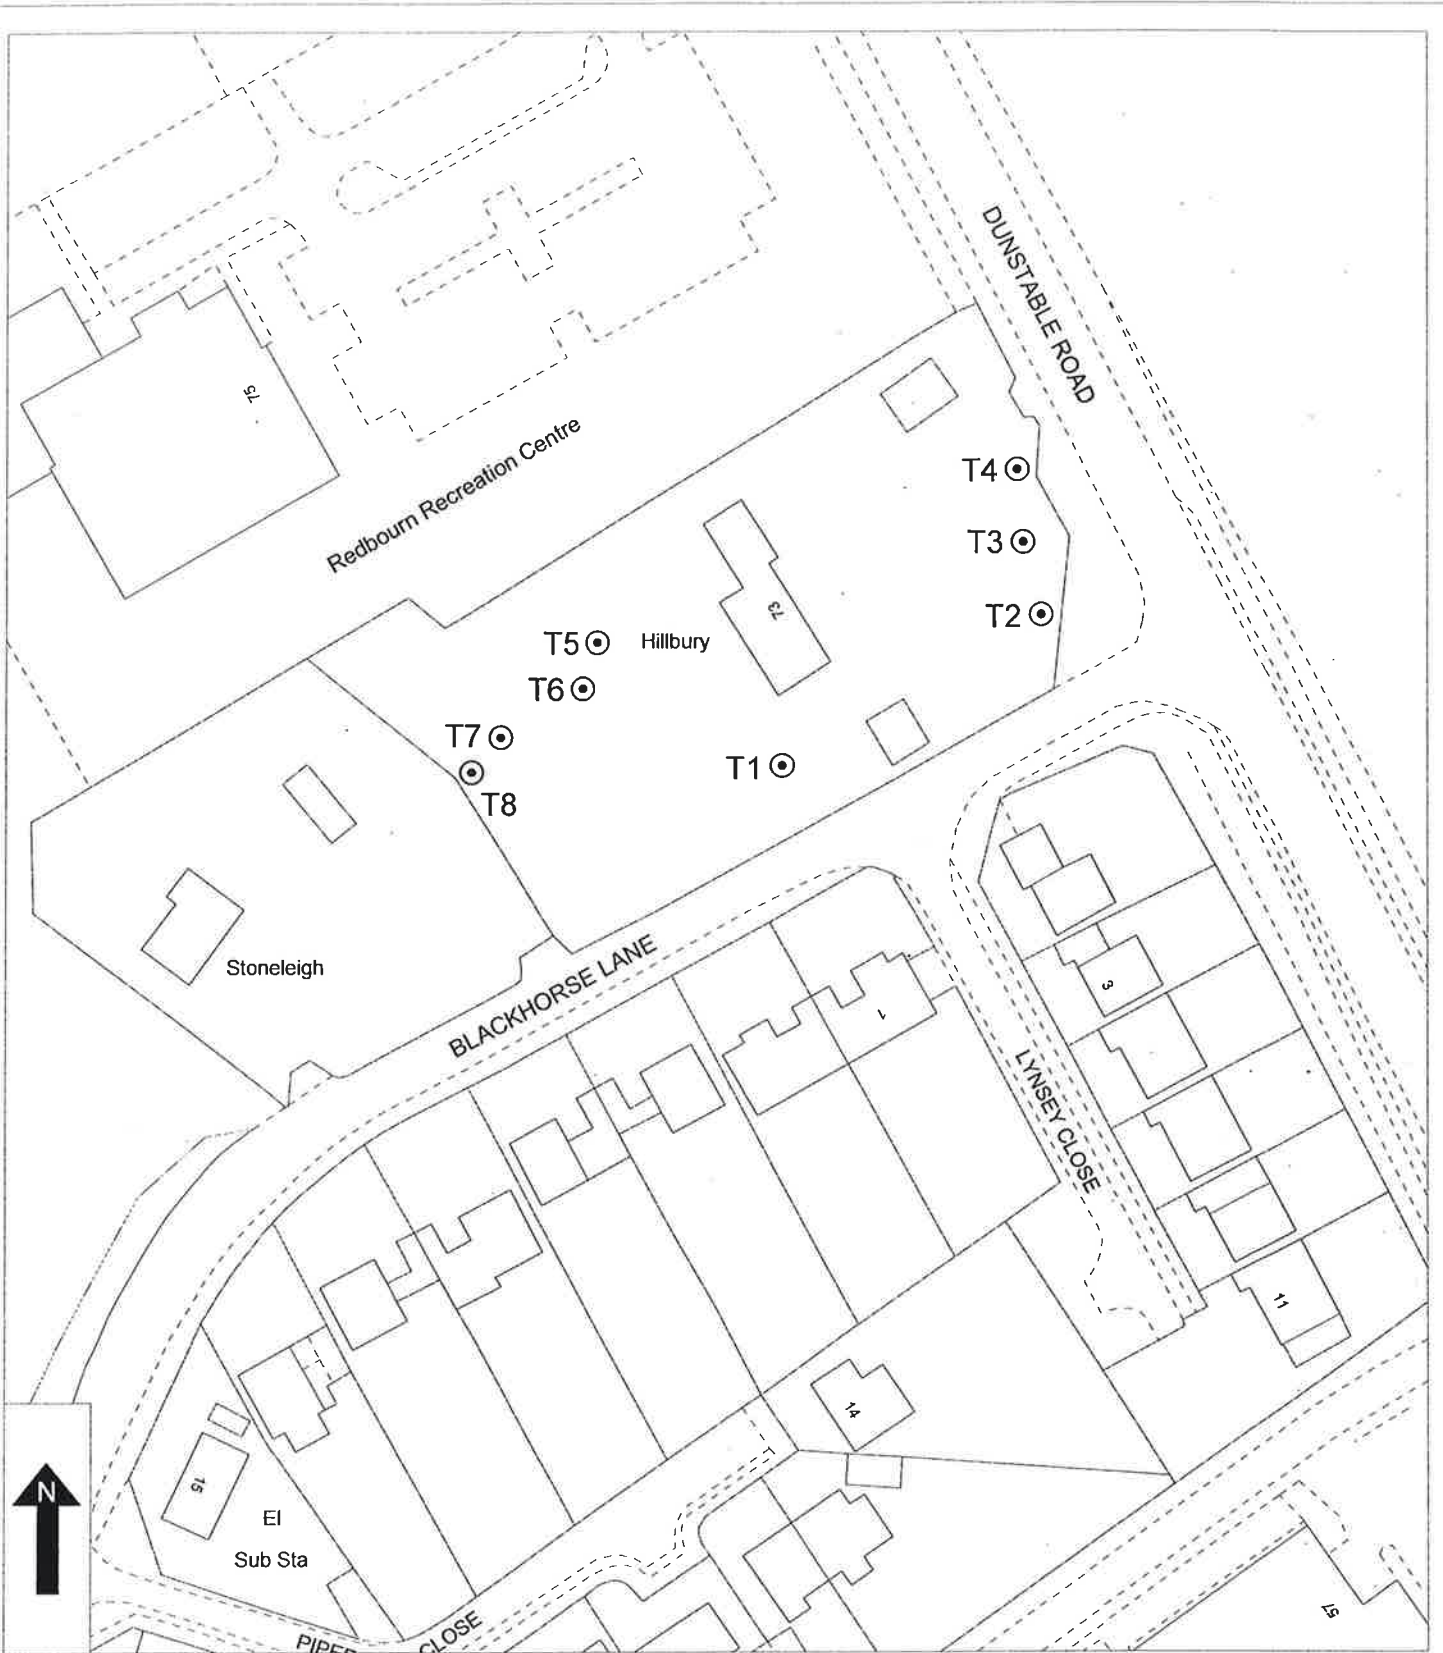 DUNSTABLE ROAD
75
Redbourn Recreation Centre
T4
T3
73
T2
T5
Hillbury
T6
T7
T1
T8
Stoneleigh
BLACKHORSE LANE
3
1
LYNSEY CLOSE
11
14
15
N
El
Sub Sta
57
CLOSE